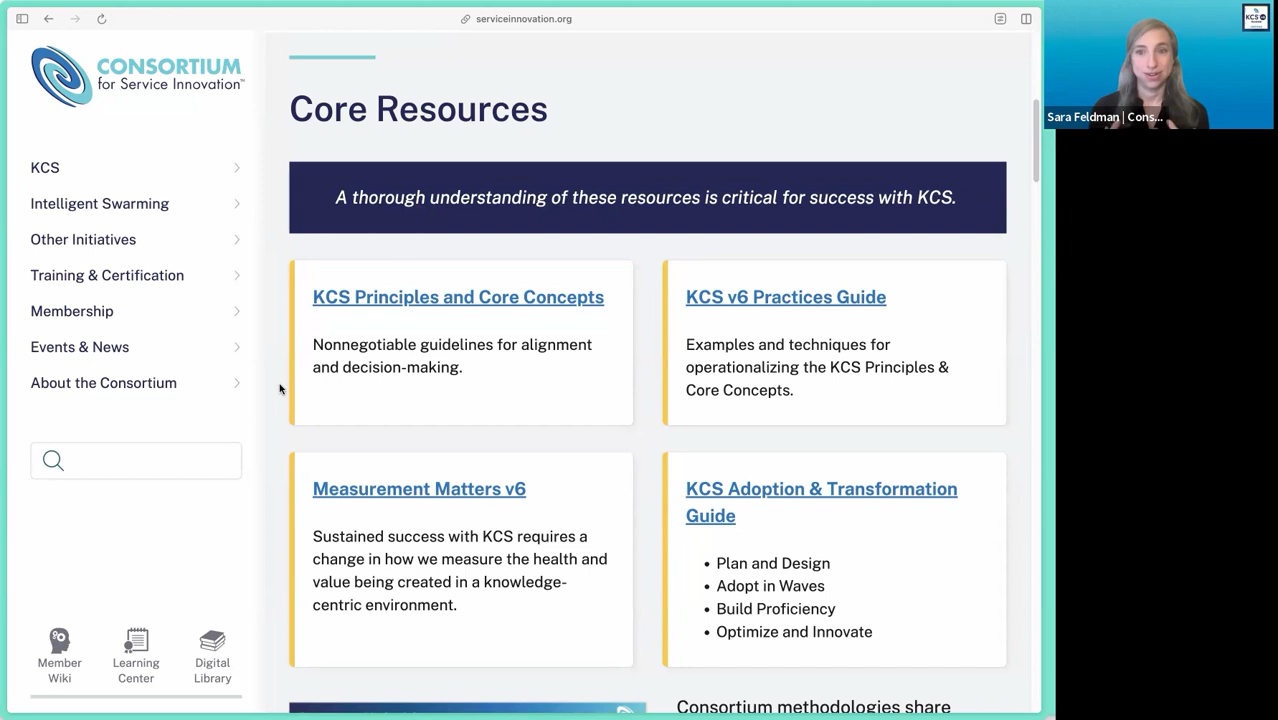 serviceinnovation.org
CONSORTIUM
for Service Innovation™
KCS
Intelligent Swarming
Other Initiatives
Training & Certification
Membership
Events & News
About the Consortium
Member
Wiki
Learning
Center
Digital
Library
Core Resources
A thorough understanding of these resources is critical for success with KCS.
KCS Principles and Core Concepts
Nonnegotiable guidelines for alignment
and decision-making.
KCS v6 Practices Guide
Examples and techniques for
operationalizing the KCS Principles &
Core Concepts.
Measurement Matters v6
Sustained success with KCS requires a
change in how we measure the health and
value being created in a knowledge-
centric environment.
KCS Adoption & Transformation
Guide
• Plan and Design
• Adopt in Waves
• Build Proficiency
• Optimize and Innovate
Consortium methodologies share
KCS
Sara Feldman | Cons...